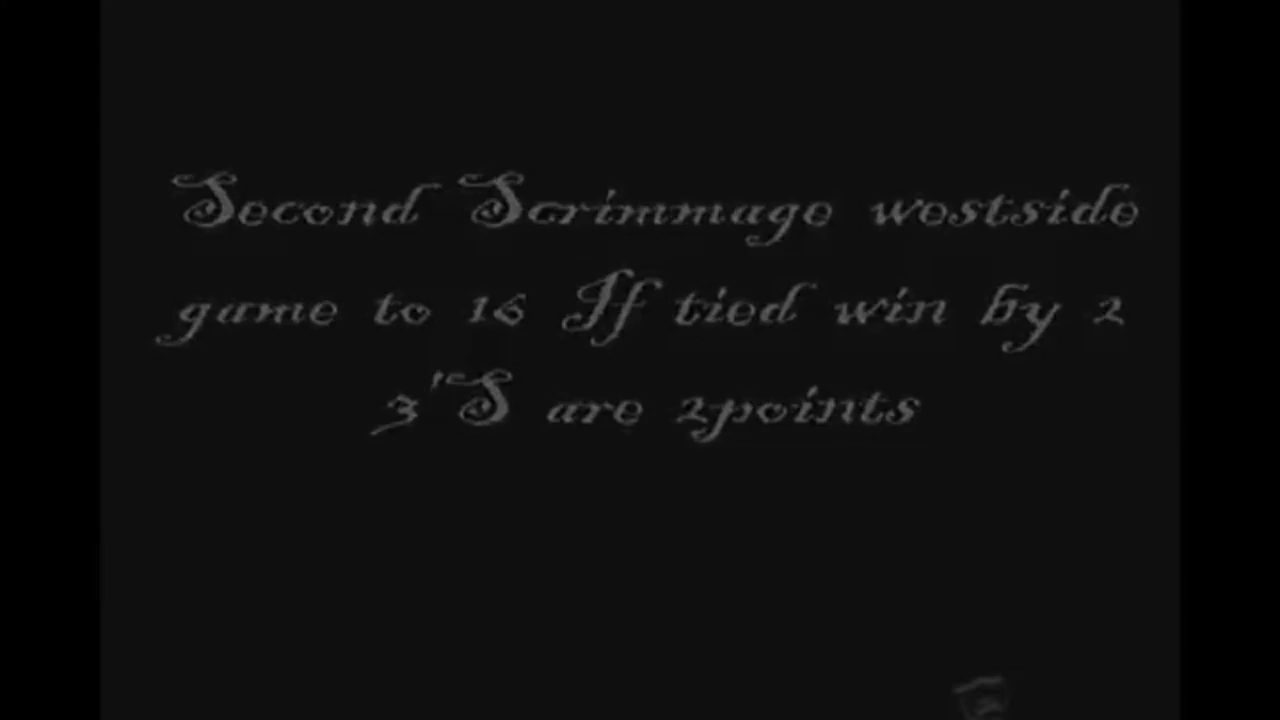 Second Scrimmage westside
game to 16 If tied win by 2
3'S are 2points